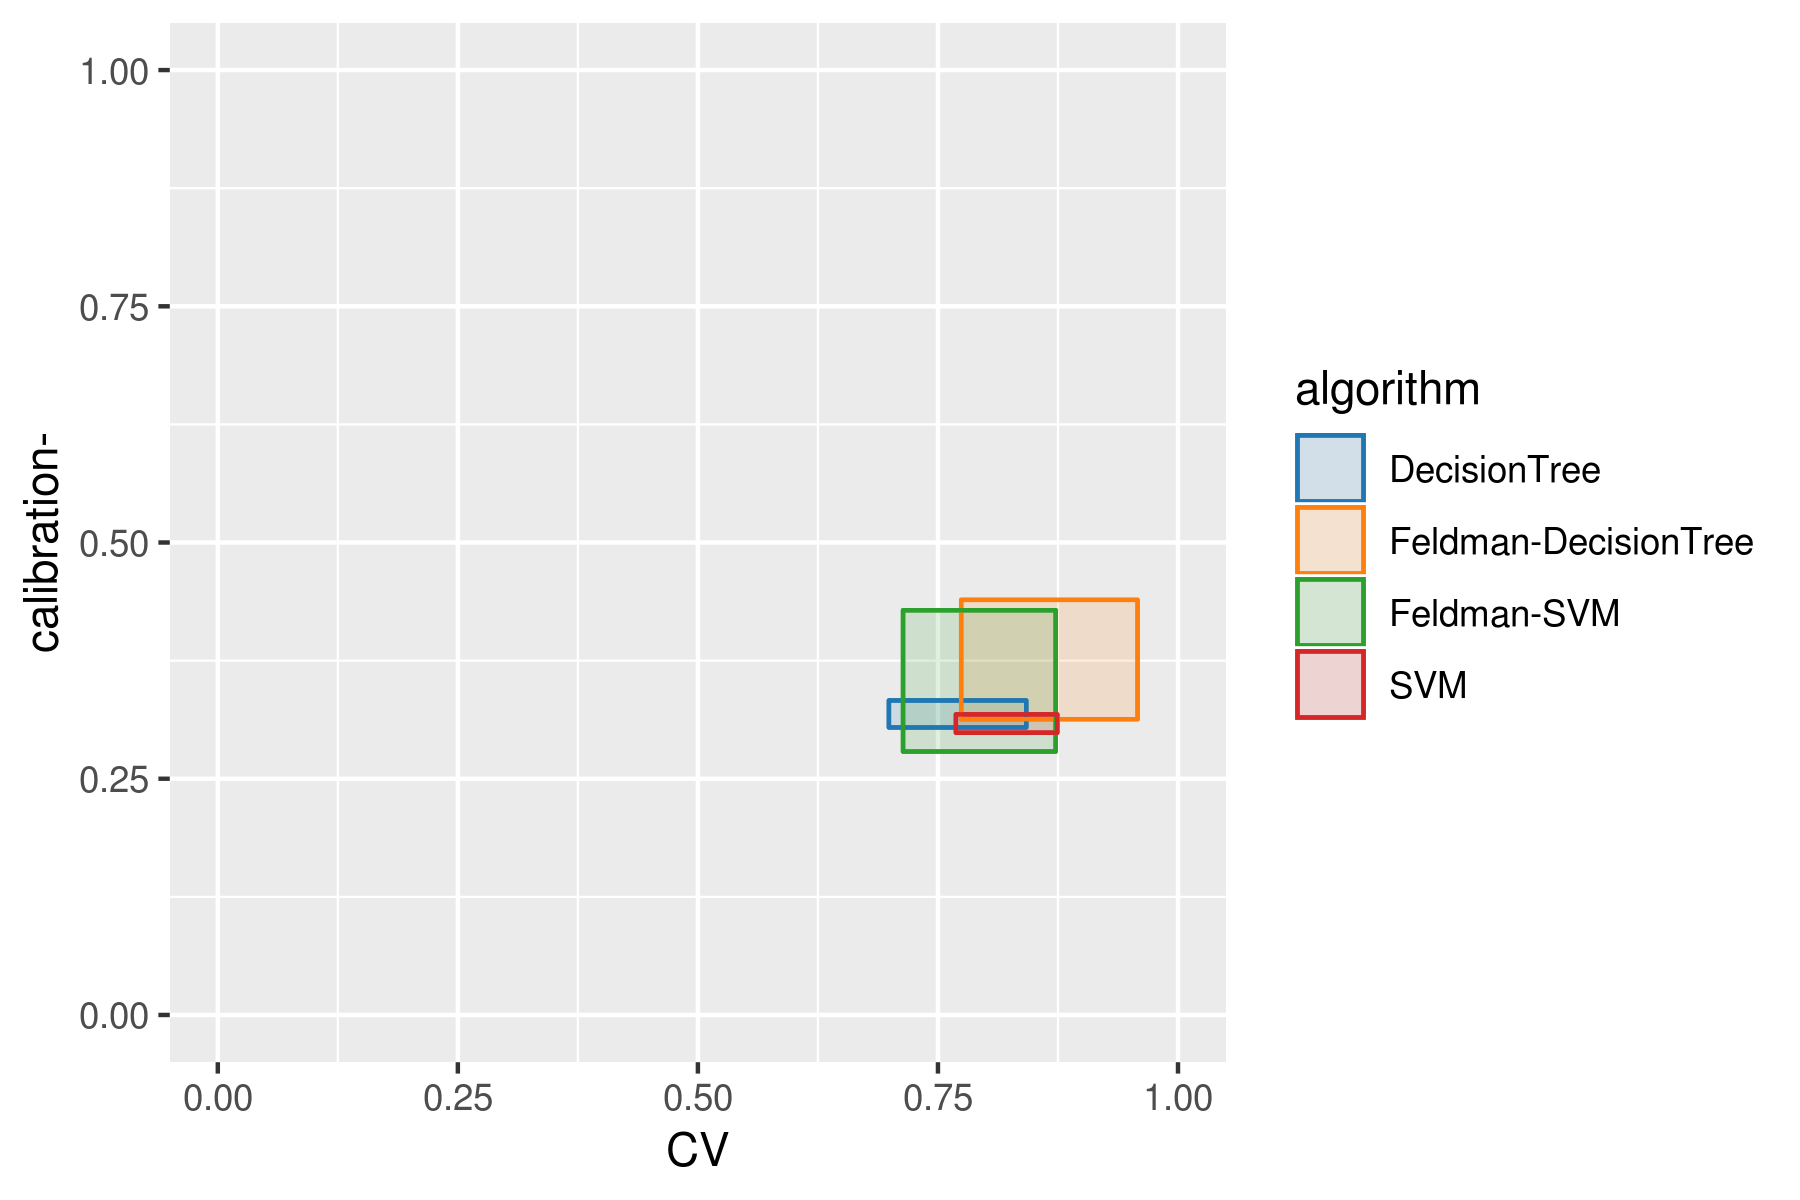 1.00
0.75
0.50
0.25
0.00
calibration-
0.00 0.25 0.50 0.75 1.00
CV
algorithm
DecisionTree
Feldman-DecisionTree
Feldman-SVM
SVM